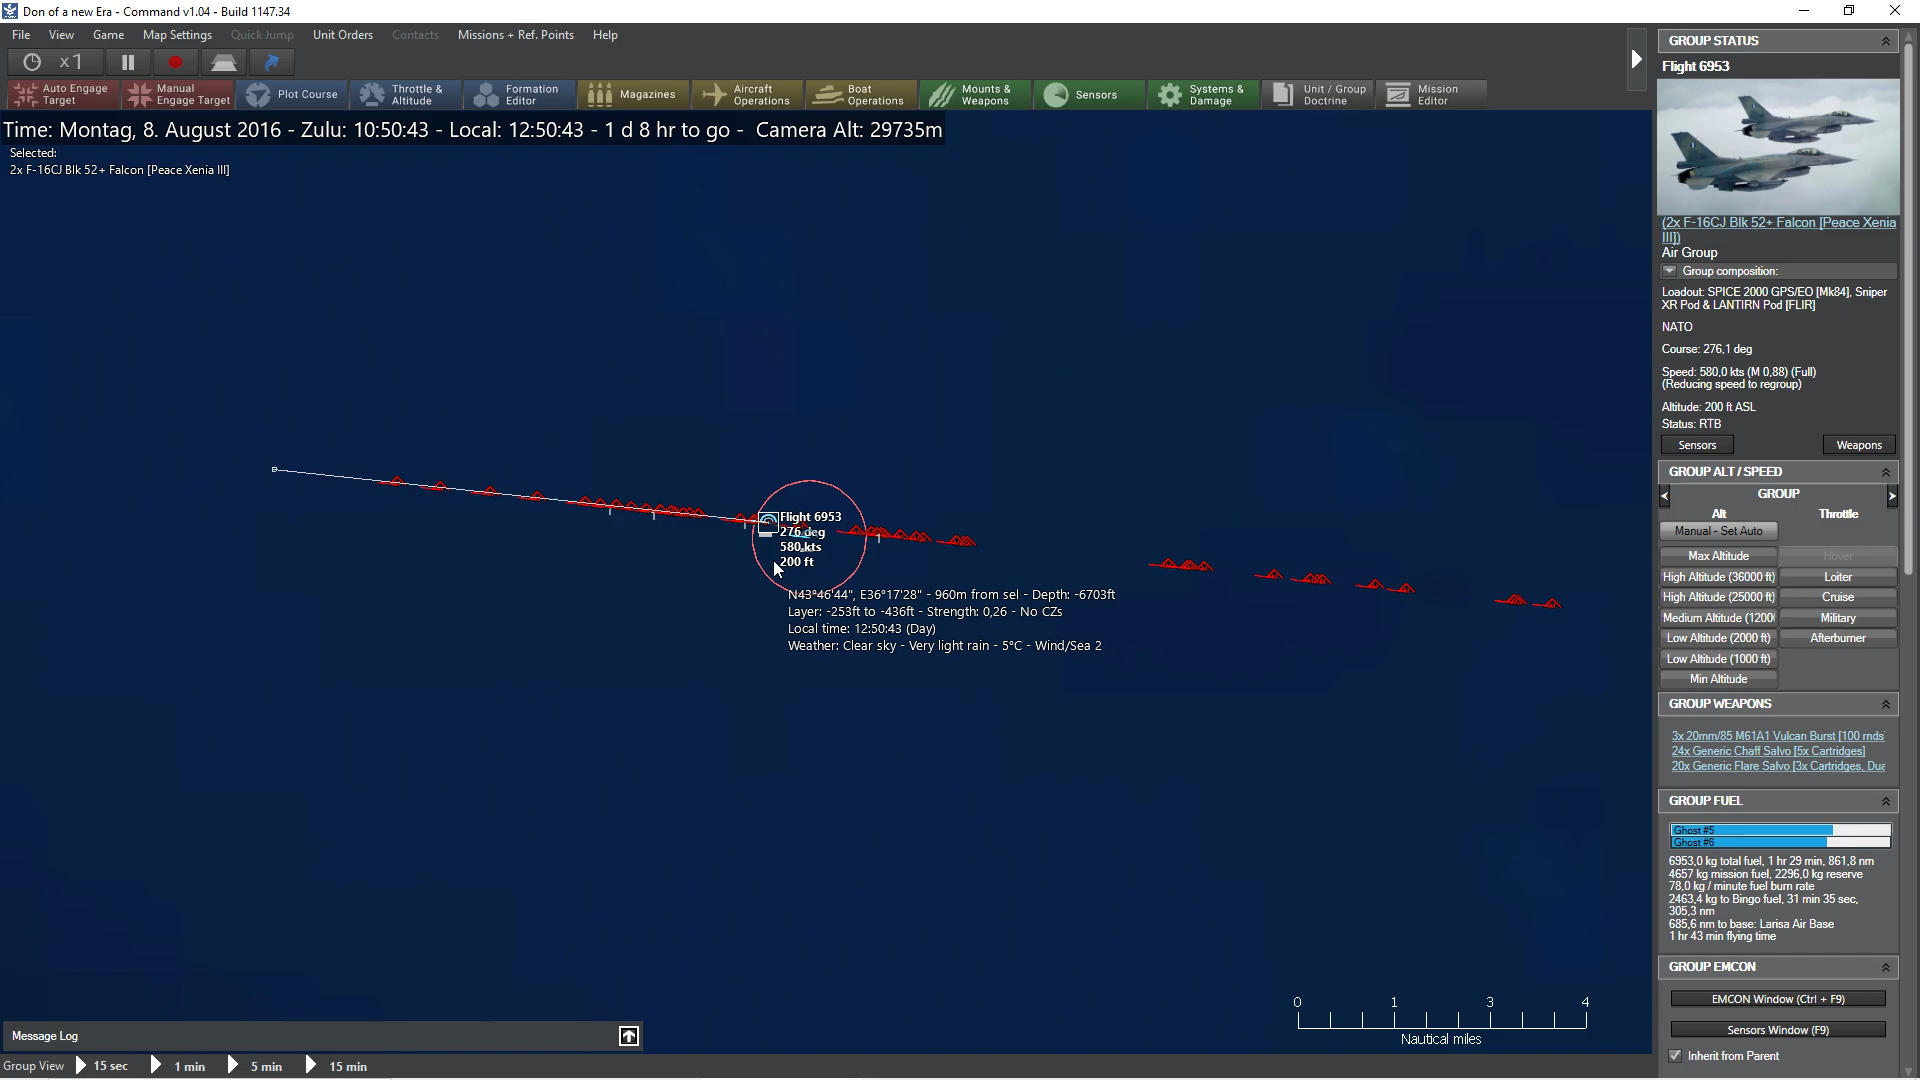 Don of a new Era - Command v1.04 - Build 1147.34
File View Game Map Settings Quick Jump Unit Orders Contacts Missions + Ref. Points Help
x1
Auto Engage Target
Manual Engage Target
Plot Course
Throttle & Altitude
Formation Editor
Magazines
Aircraft Operations
Boat Operations
Mounts & Weapons
Sensors
Systems & Damage
Unit / Group Doctrine
Mission Editor
Time: Montag, 8. August 2016 - Zulu: 10:50:43 - Local: 12:50:43 - 1 d 8 hr to go - Camera Alt: 29735m
Selected:
2x F-16CJ Blk 52+ Falcon [Peace Xenia III]
Flight 6953
276 deg
580 kts
200 ft
N43°46'44", E36°17'28" - 960m from sel - Depth: -6703ft
Layer: -253ft to -436ft - Strength: 0,26 - No CZs
Local time: 12:50:43 (Day)
Weather: Clear sky - Very light rain - 5°C - Wind/Sea 2
0 1 3 4
Nautical miles
Message Log
Group View 15 sec 1 min 5 min 15 min
GROUP STATUS
Flight 6953
(2x F-16CJ Blk 52+ Falcon [Peace Xenia
III])
Air Group
Group composition:
Loadout: SPICE 2000 GPS/EO [Mk84], Sniper
XR Pod & LANTIRN Pod [FLIR]
NATO
Course: 276,1 deg
Speed: 580,0 kts (M 0,88) (Full)
(Reducing speed to regroup)
Altitude: 200 ft ASL
Status: RTB
Sensors Weapons
GROUP ALT / SPEED
GROUP
Alt Throttle
Manual - Set Auto
Max Altitude Hover
High Altitude (36000 ft) Loiter
High Altitude (25000 ft) Cruise
Medium Altitude (1200 Military
Low Altitude (2000 ft) Afterburner
Low Altitude (1000 ft)
Min Altitude
GROUP WEAPONS
3x 20mm/85 M61A1 Vulcan Burst [100 rnds
24x Generic Chaff Salvo [5x Cartridges]
20x Generic Flare Salvo [3x Cartridges, Dua
GROUP FUEL
Ghost #5
Ghost #6
6953,0 kg total fuel, 1 hr 29 min, 861,8 nm
4657 kg mission fuel, 2296,0 kg reserve
78,0 kg / minute fuel burn rate
2463,4 kg to Bingo fuel, 31 min 35 sec,
305,3 nm
685,6 nm to base: Larisa Air Base
1 hr 43 min flying time
GROUP EMCON
EMCON Window (Ctrl + F9)
Sensors Window (F9)
Inherit from Parent